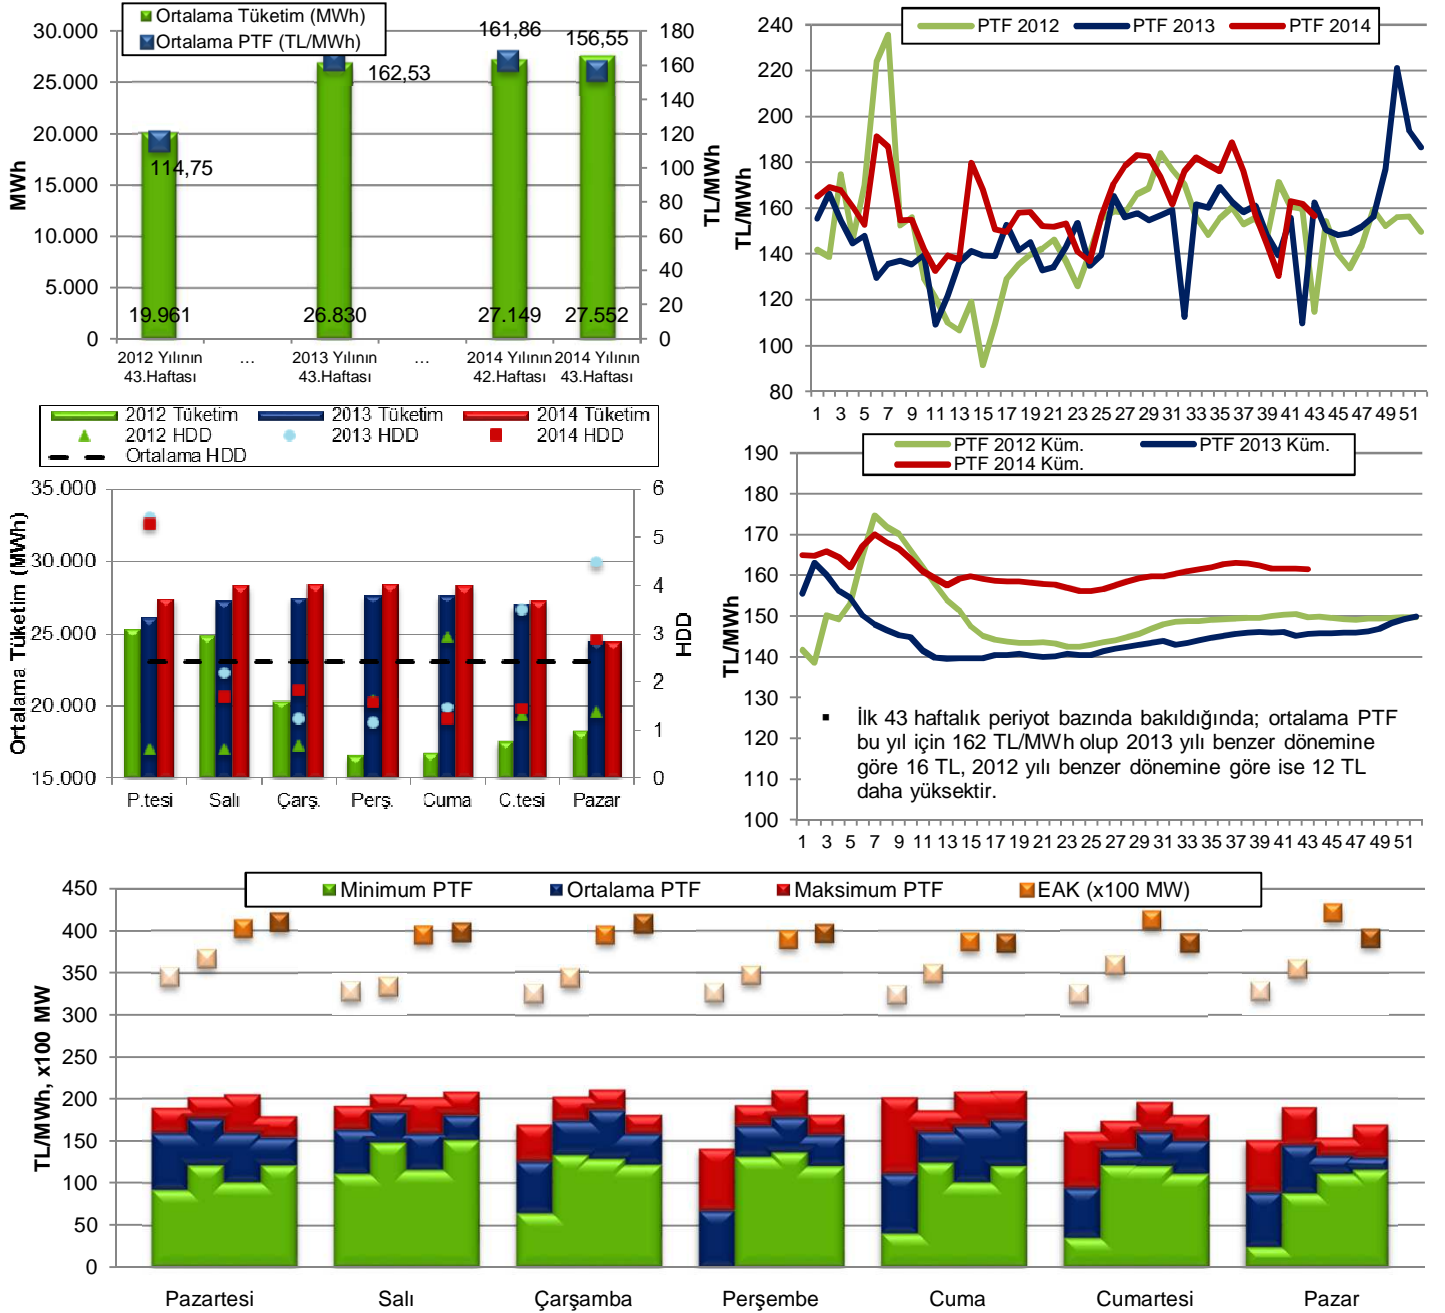 Ortalama Tüketim (MWh)
Ortalama PTF (TL/MWh)
MWh
30.000
25.000
20.000
15.000
10.000
5.000
0
114,75
162,53
161,86
156,55
19.961
26.830
27.149
27.552
180
160
140
120
100
80
60
40
20
0
TL/MWh
2012 Yılının
43.Haftası
...
2013 Yılının
43.Haftası
...
2014 Yılının
42.Haftası
2014 Yılının
43.Haftası
PTF 2012 PTF 2013 PTF 2014
TL/MWh
240
220
200
180
160
140
120
100
80
1 3 5 7 9 11 13 15 17 19 21 23 25 27 29 31 33 35 37 39 41 43 45 47 49 51
2012 Tüketim 2013 Tüketim 2014 Tüketim
2012 HDD 2013 HDD 2014 HDD
Ortalama HDD
Ortalama Tüketim (MWh)
35.000
30.000
25.000
20.000
15.000
6
5
4
3
2
1
0
HDD
P.tesi Salı Çarş. Perş. Cuma C.tesi Pazar
PTF 2012 Küm. PTF 2013 Küm.
PTF 2014 Küm.
TL/MWh
190
180
170
160
150
140
130
120
110
100
▪ İlk 43 haftalık periyot bazında bakıldığında; ortalama PTF
bu yıl için 162 TL/MWh olup 2013 yılı benzer dönemine
göre 16 TL, 2012 yılı benzer dönemine göre ise 12 TL
daha yüksektir.
1 3 5 7 9 11 13 15 17 19 21 23 25 27 29 31 33 35 37 39 41 43 45 47 49 51
Minimum PTF Ortalama PTF Maksimum PTF EAK (x100 MW)
TL/MWh, x100 MW
450
400
350
300
250
200
150
100
50
0
Pazartesi Salı Çarşamba Perşembe Cuma Cumartesi Pazar